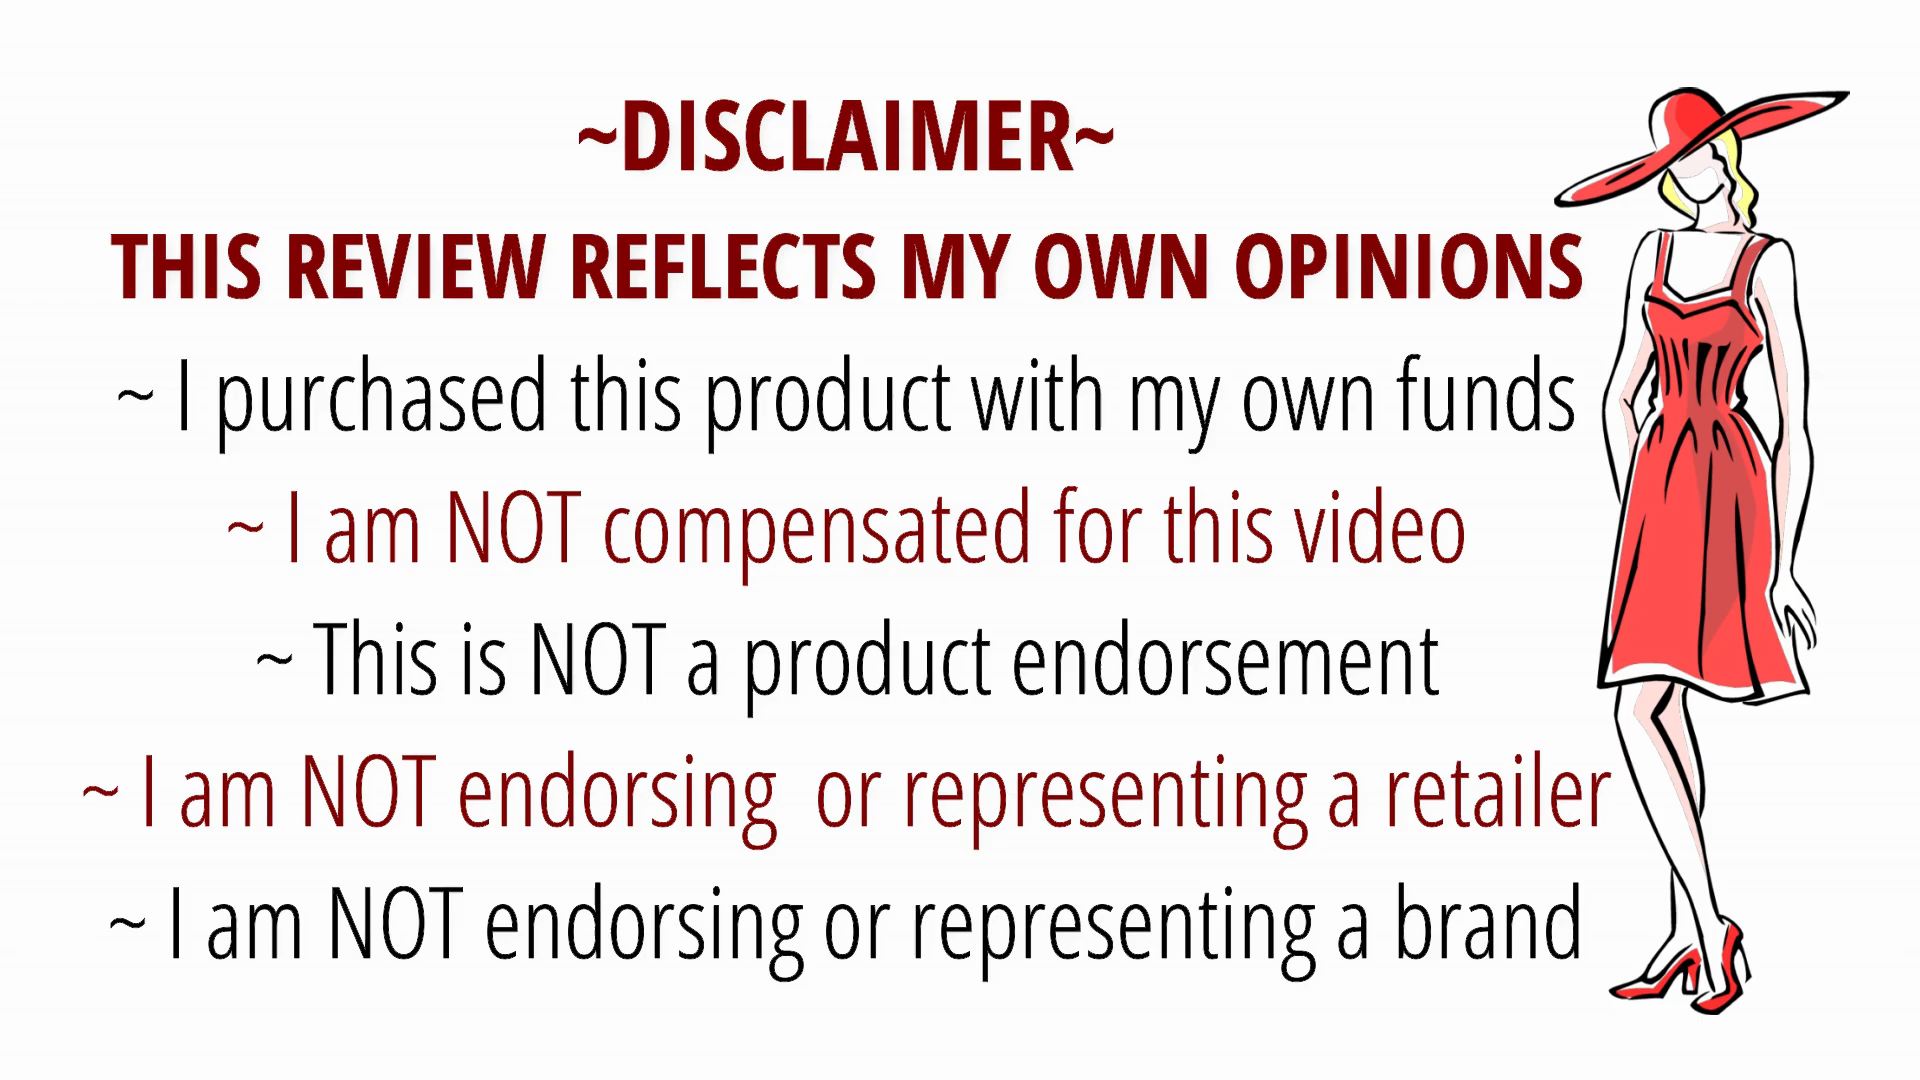 ~DISCLAIMER~
THIS REVIEW REFLECTS MY OWN OPINIONS
~ I purchased this product with my own funds
~ I am NOT compensated for this video
~ This is NOT a product endorsement
~ I am NOT endorsing  or representing a retailer
~ I am NOT endorsing or representing a brand